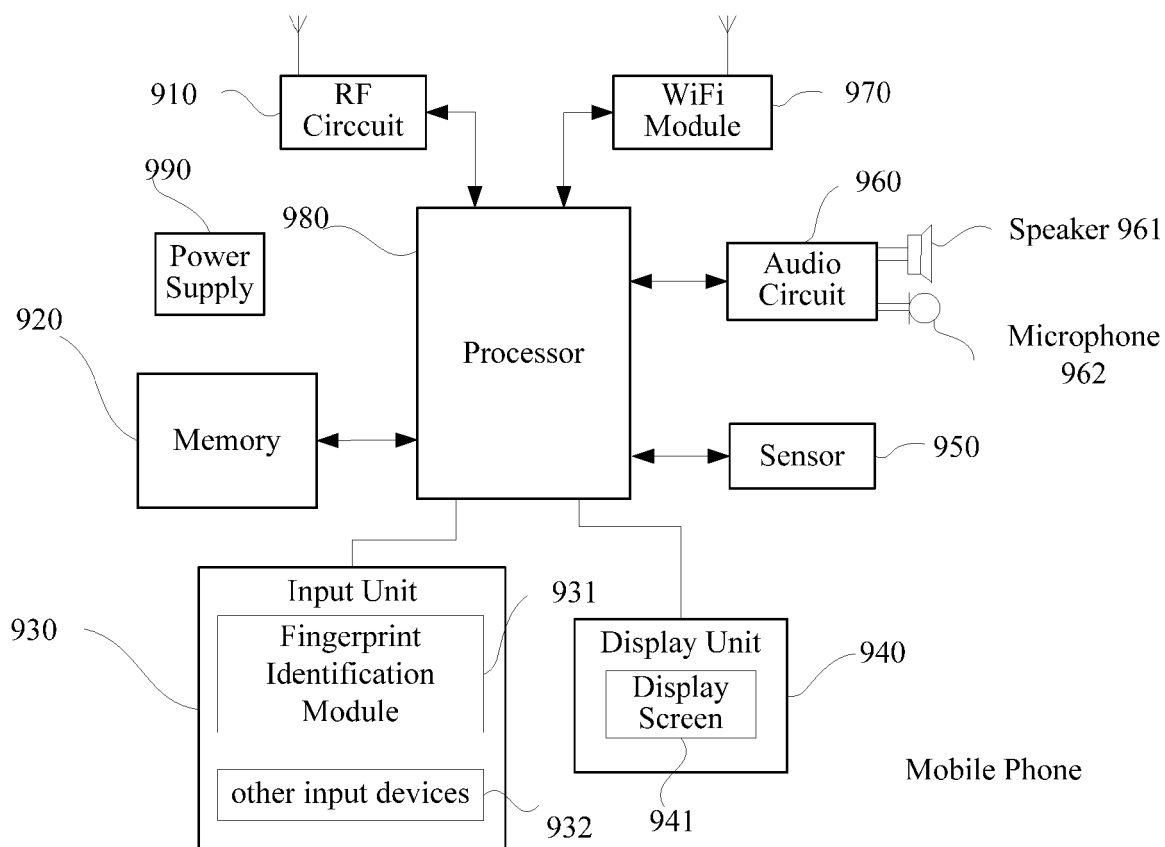 910
RF
Circcuit
WiFi
Module
970
990
Power
Supply
980
960
Audio
Circuit
Speaker 961
Microphone
962
920
Memory
Processor
Sensor
950
930
Input Unit
931
Fingerprint
Identification
Module
other input devices
932
Display Unit
940
Display
Screen
941
Mobile Phone